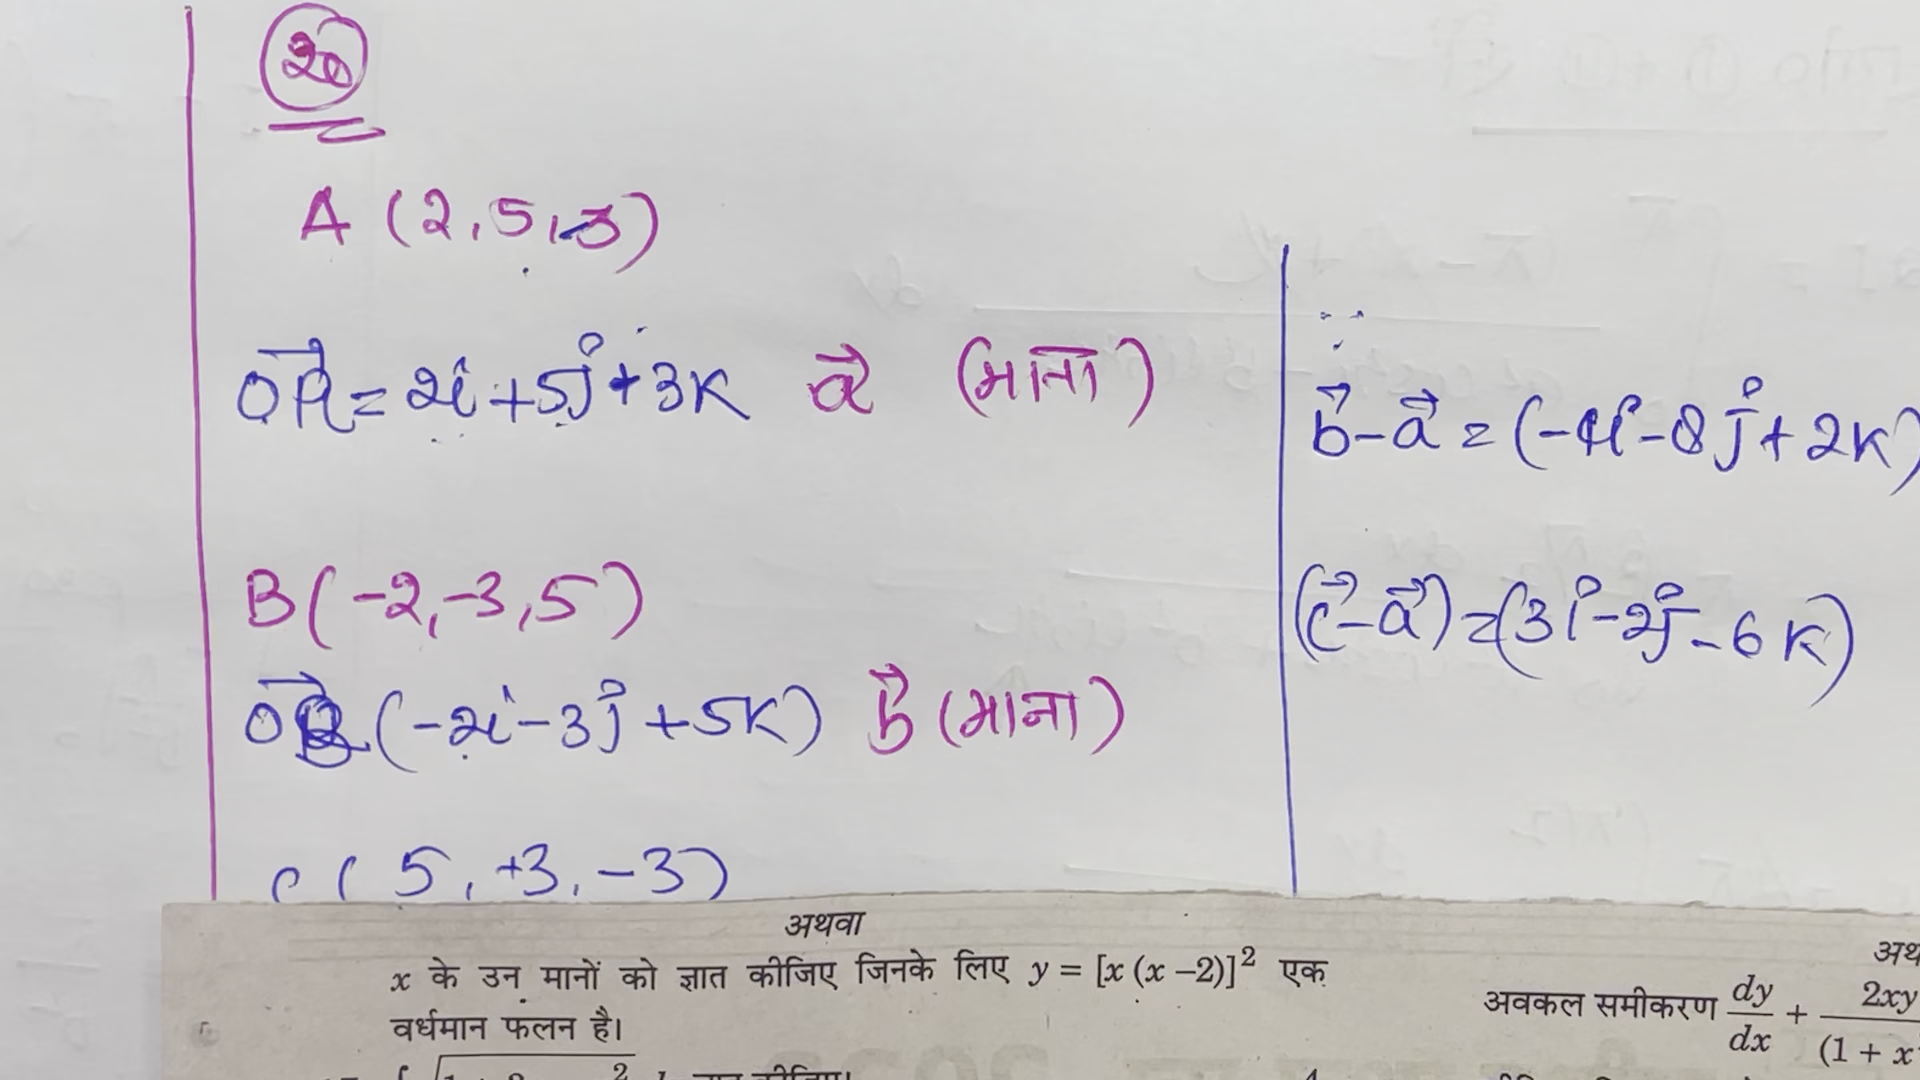 20
A (2,5,3)
OA = 2i + 5j + 3k a (माना)
B (-2,-3,5)
OB (-2i - 3j + 5k) b (माना)
C ( 5, +3, -3)
b - a = (-4i - 8j + 2k)
(c - a) = (3i - 2j - 6k)
अथवा
x के उन मानों को ज्ञात कीजिए जिनके लिए y = [x (x –2)]² एक
वर्धमान फलन है।
अवकल समीकरण dy/dx + 2xy/(1 + x